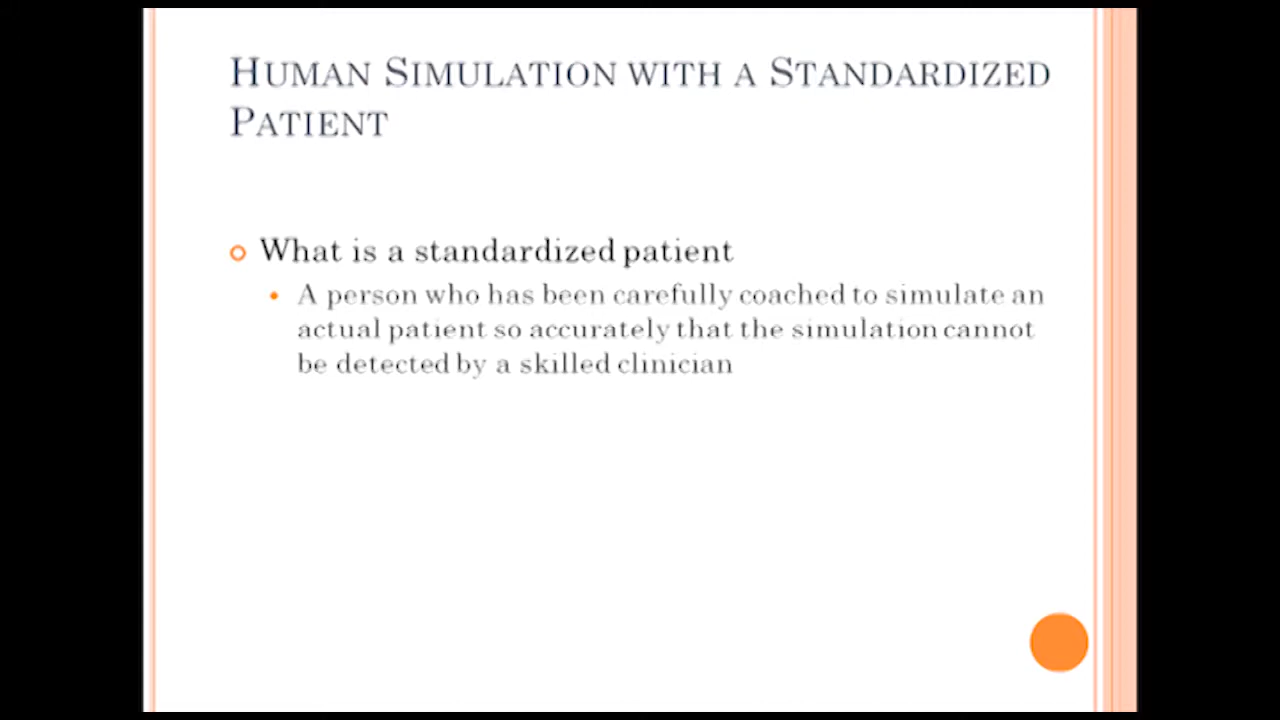 Human Simulation with a Standardized
Patient
What is a standardized patient
A person who has been carefully coached to simulate an
actual patient so accurately that the simulation cannot
be detected by a skilled clinician